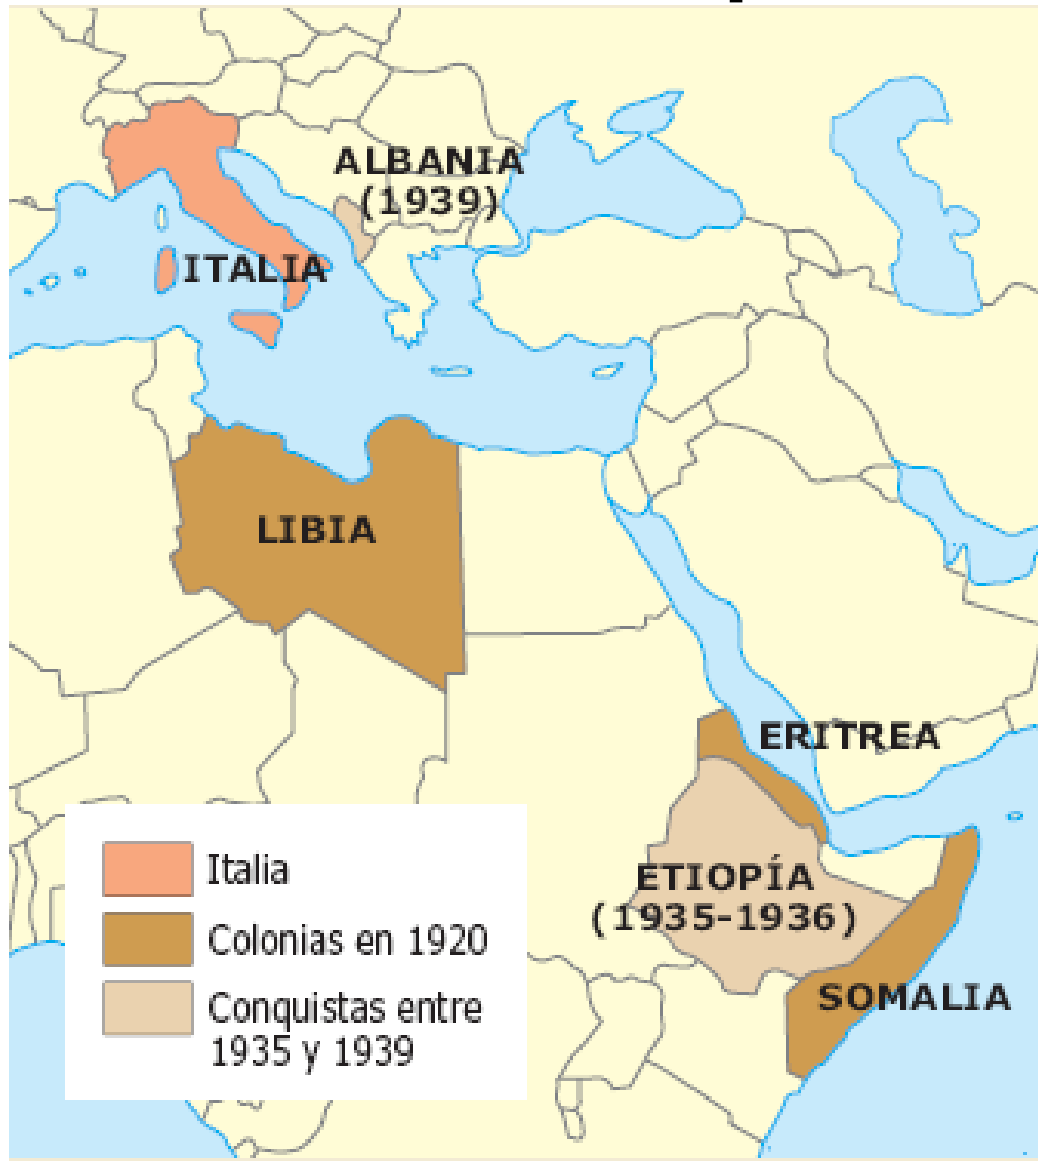 ALBANIA
(1939)
ITALIA
LIBIA
ERITREA
ETIOPÍA
(1935-1936)
SOMALIA
Italia
Colonias en 1920
Conquistas entre
1935 y 1939